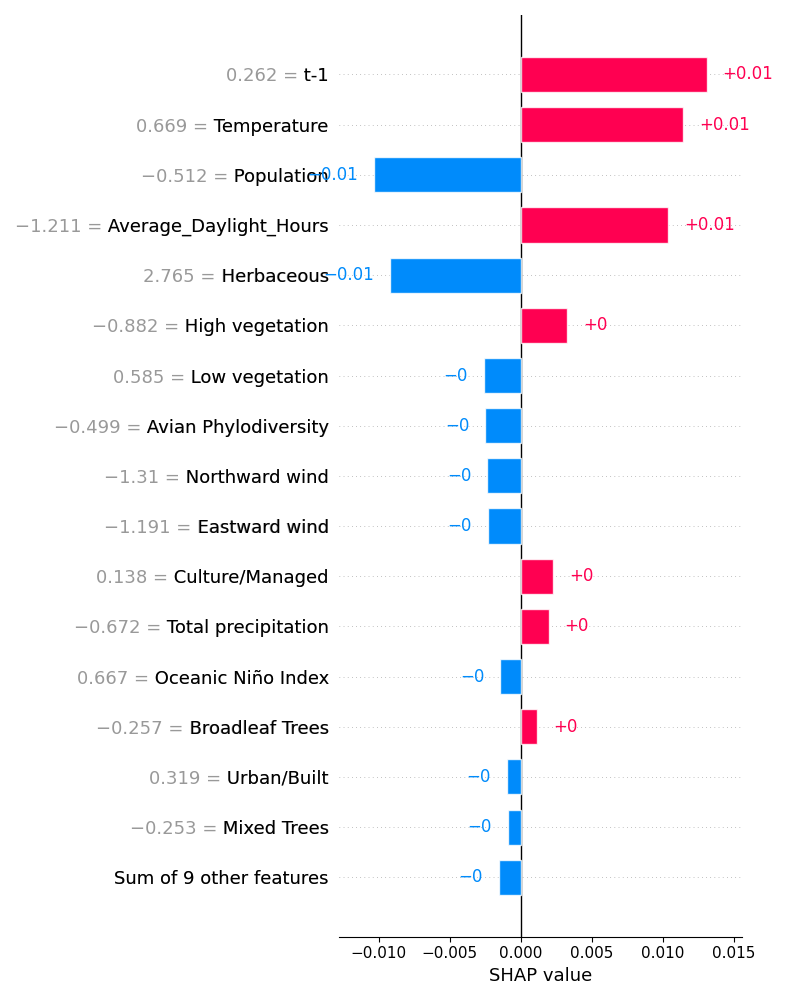 0.262 = t-1 +0.01
0.669 = Temperature +0.01
−0.512 = Population −0.01
−1.211 = Average_Daylight_Hours +0.01
2.765 = Herbaceous −0.01
−0.882 = High vegetation +0
0.585 = Low vegetation −0
−0.499 = Avian Phylodiversity −0
−1.31 = Northward wind −0
−1.191 = Eastward wind −0
0.138 = Culture/Managed +0
−0.672 = Total precipitation +0
0.667 = Oceanic Niño Index −0
−0.257 = Broadleaf Trees +0
0.319 = Urban/Built −0
−0.253 = Mixed Trees −0
Sum of 9 other features −0
−0.010 −0.005 0.000 0.005 0.010 0.015
SHAP value